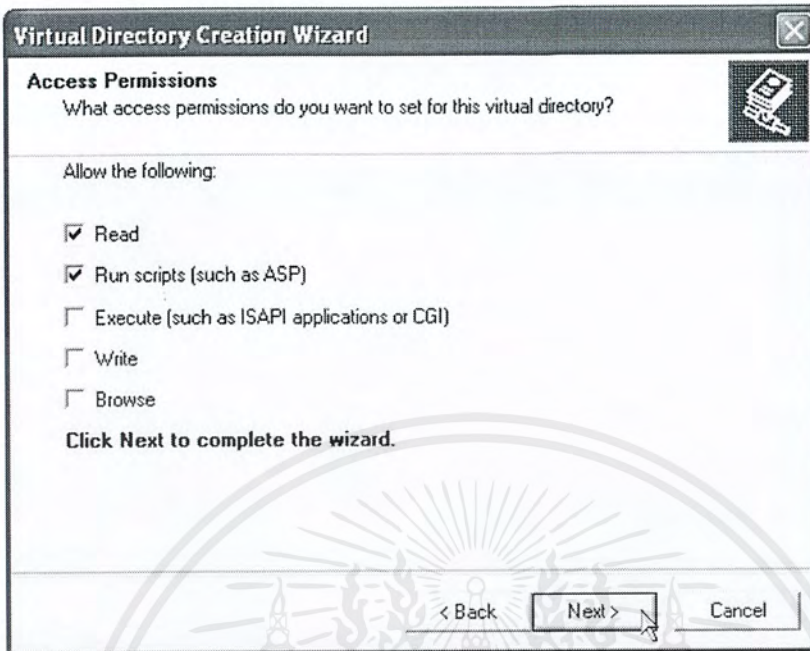 Virtual Directory Creation Wizard
Access Permissions
What access permissions do you want to set for this virtual directory?
Allow the following:
Read
Run scripts (such as ASP)
Execute (such as ISAPI applications or CGI)
Write
Browse
Click Next to complete the wizard.
< Back
Next >
Cancel